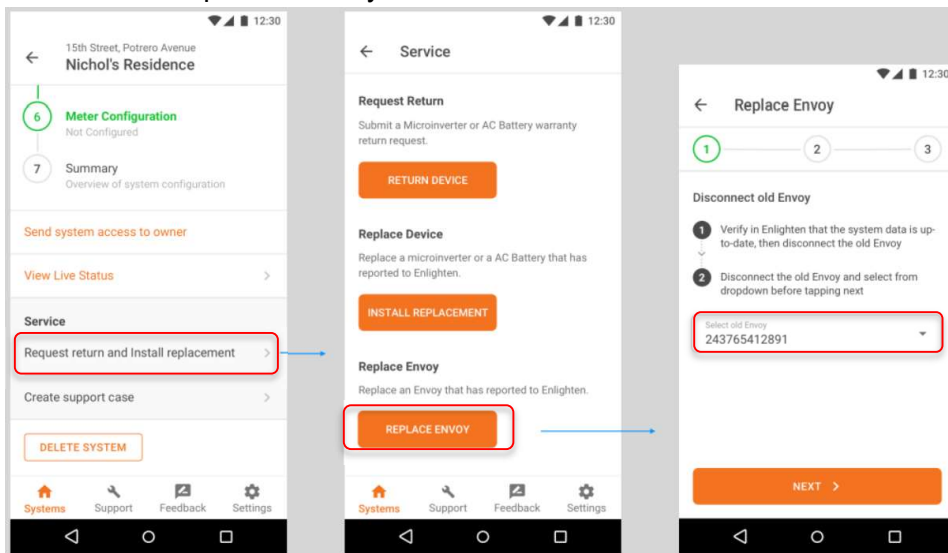 12:30
15th Street, Potrero Avenue
Nichol's Residence
6
Meter Configuration
Not Configured
7
Summary
Overview of system configuration
Send system access to owner
View Live Status
Service
Request return and Install replacement
Create support case
DELETE SYSTEM
Systems
Support
Feedback
Settings
12:30
Service
Request Return
Submit a Microinverter or AC Battery warranty
return request.
RETURN DEVICE
Replace Device
Replace a microinverter or a AC Battery that has
reported to Enlighten.
INSTALL REPLACEMENT
Replace Envoy
Replace an Envoy that has reported to Enlighten.
REPLACE ENVOY
Systems
Support
Feedback
Settings
12:30
Replace Envoy
1
2
3
Disconnect old Envoy
1
Verify in Enlighten that the system data is up-
to-date, then disconnect the old Envoy
2
Disconnect the old Envoy and select from
dropdown before tapping next
Select old Envoy
243765412891
NEXT >